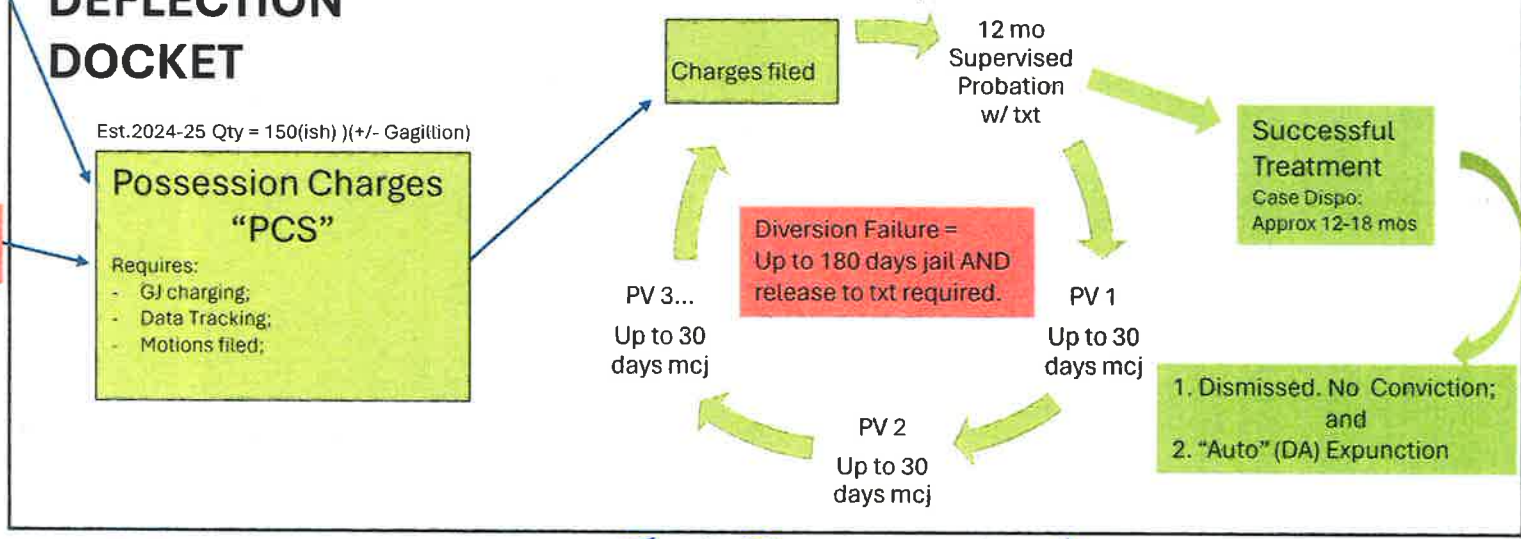 DEFLECTION
DOCKET
Est.2024-25 Qty = 150(ish) )(+/- Gagillion)
Possession Charges
“PCS”
Requires:
- GJ charging;
- Data Tracking;
- Motions filed;
Charges filed
12 mo
Supervised
Probation
w/ txt
Successful
Treatment
Case Dispo:
Approx 12-18 mos
Diversion Failure =
Up to 180 days jail AND
release to txt required.
PV 1
Up to 30
days mcj
PV 2
Up to 30
days mcj
PV 3...
Up to 30
days mcj
1. Dismissed. No Conviction;
and
2. “Auto” (DA) Expunction